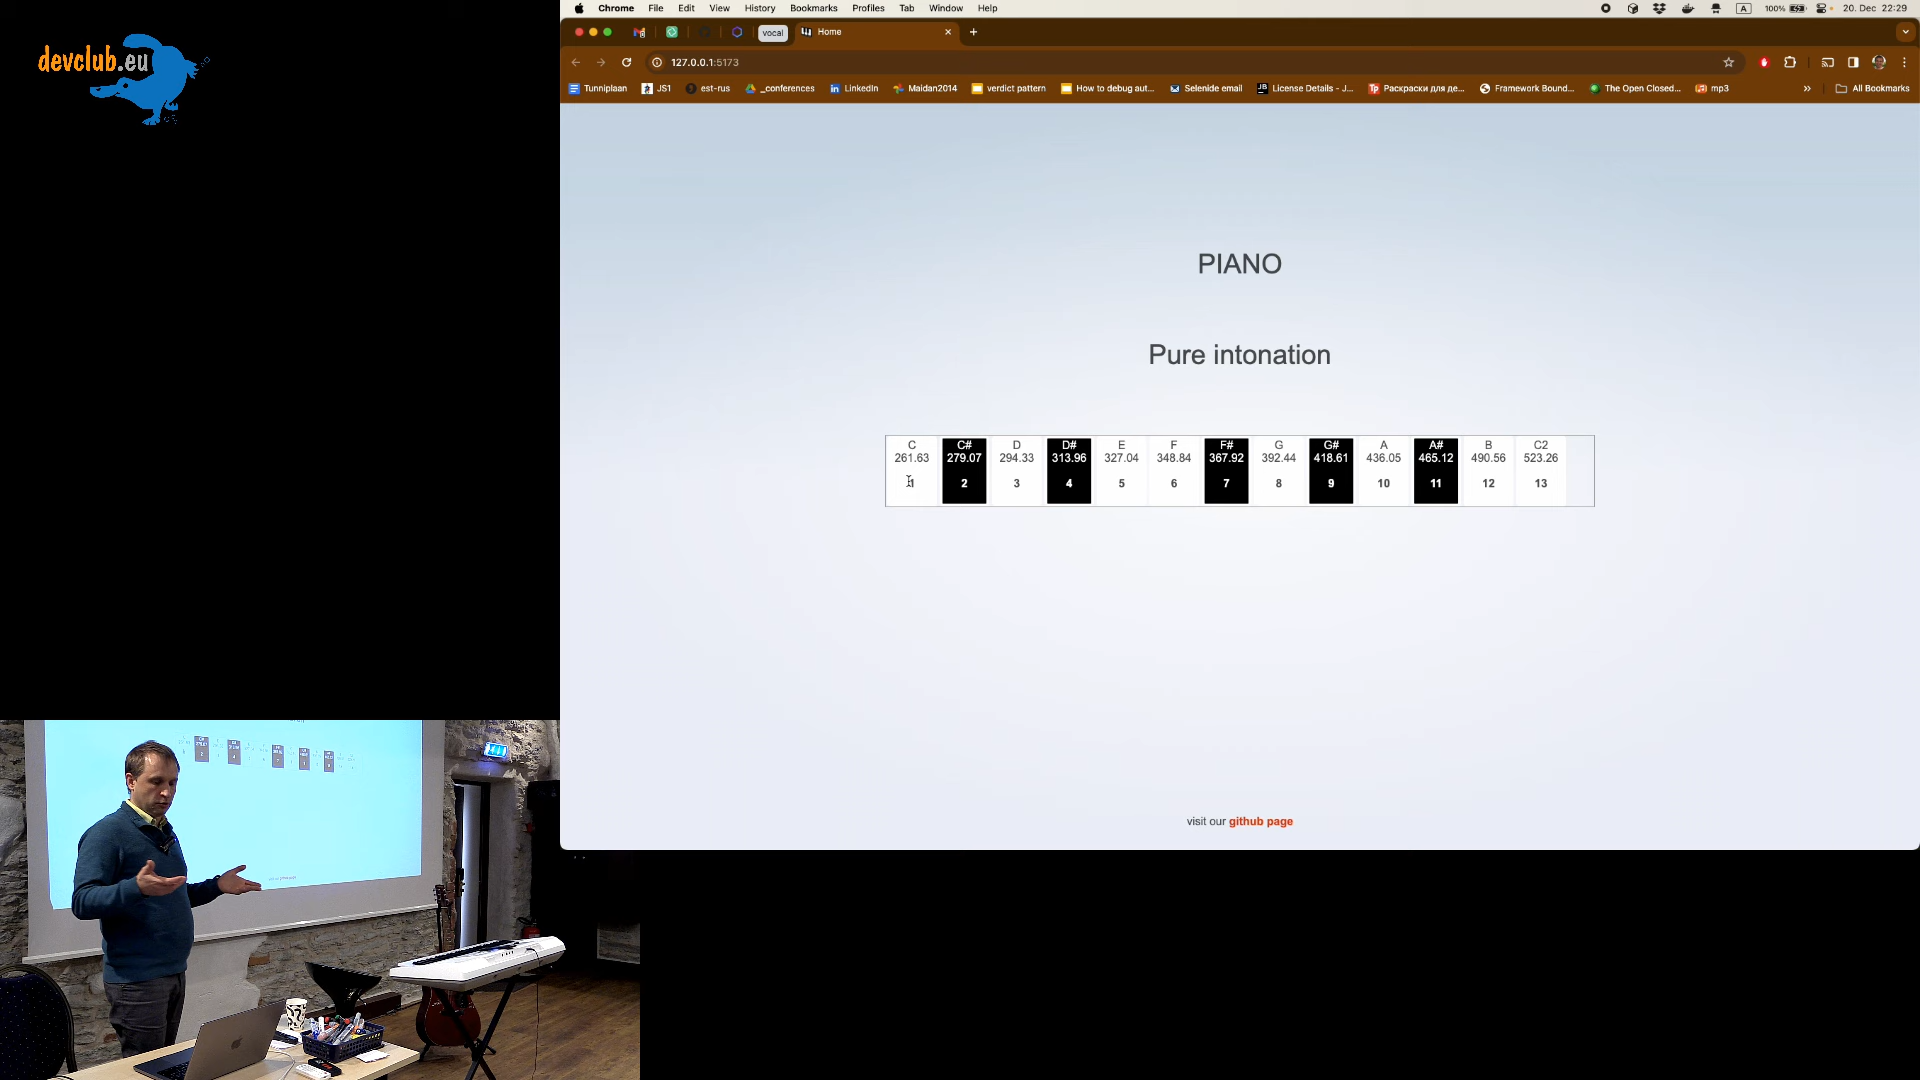 devclub.eu
Chrome File Edit View History Bookmarks Profiles Tab Window Help
A 100% 20. Dec 22:29
vocal Home
127.0.0.1:5173
Tunniplaan JS1 est-rus _conferences LinkedIn Maidan2014 verdict pattern How to debug aut... Selenide email License Details - J... Раскраски для де... Framework Bound... The Open Closed... mp3 » All Bookmarks
PIANO
Pure intonation
C C# D D# E F F# G G# A A# B C2
261.63 279.07 294.33 313.96 327.04 348.84 367.92 392.44 418.61 436.05 465.12 490.56 523.26
1 2 3 4 5 6 7 8 9 10 11 12 13
visit our github page